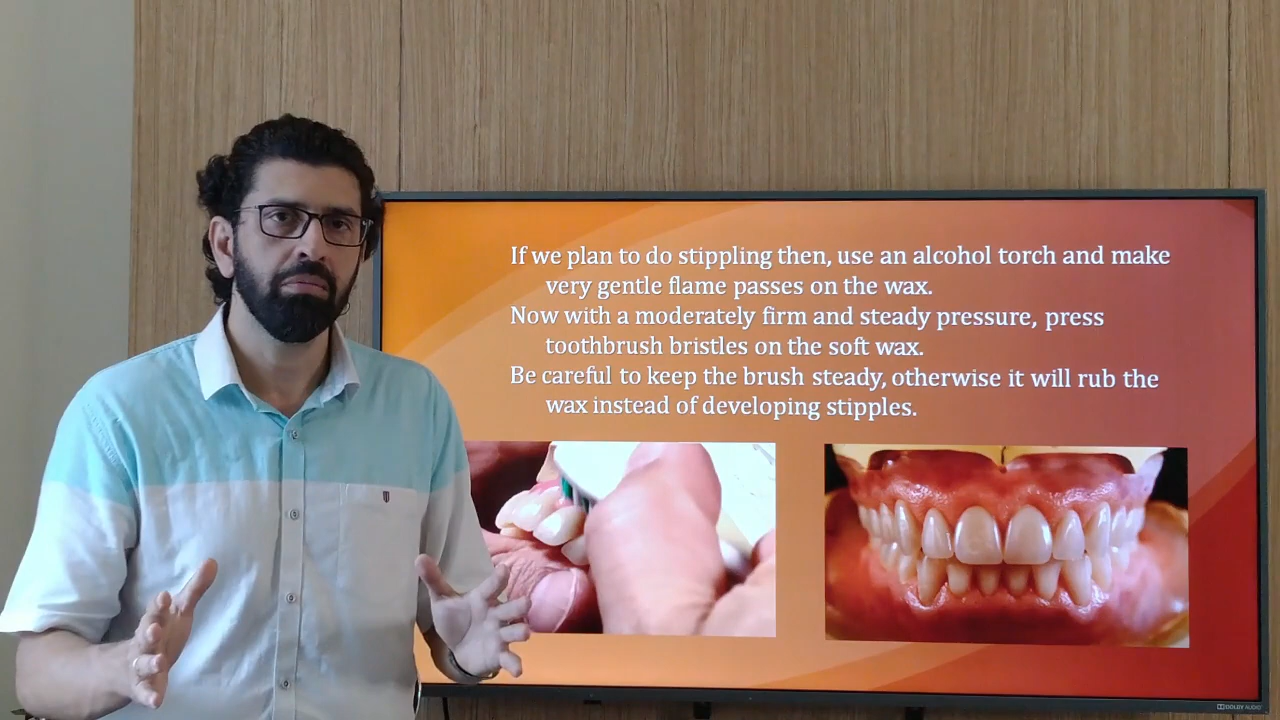 If we plan to do stippling then, use an alcohol torch and make
very gentle flame passes on the wax.
Now with a moderately firm and steady pressure, press
toothbrush bristles on the soft wax.
Be careful to keep the brush steady, otherwise it will rub the
wax instead of developing stipples.
DOLBY AUDIO